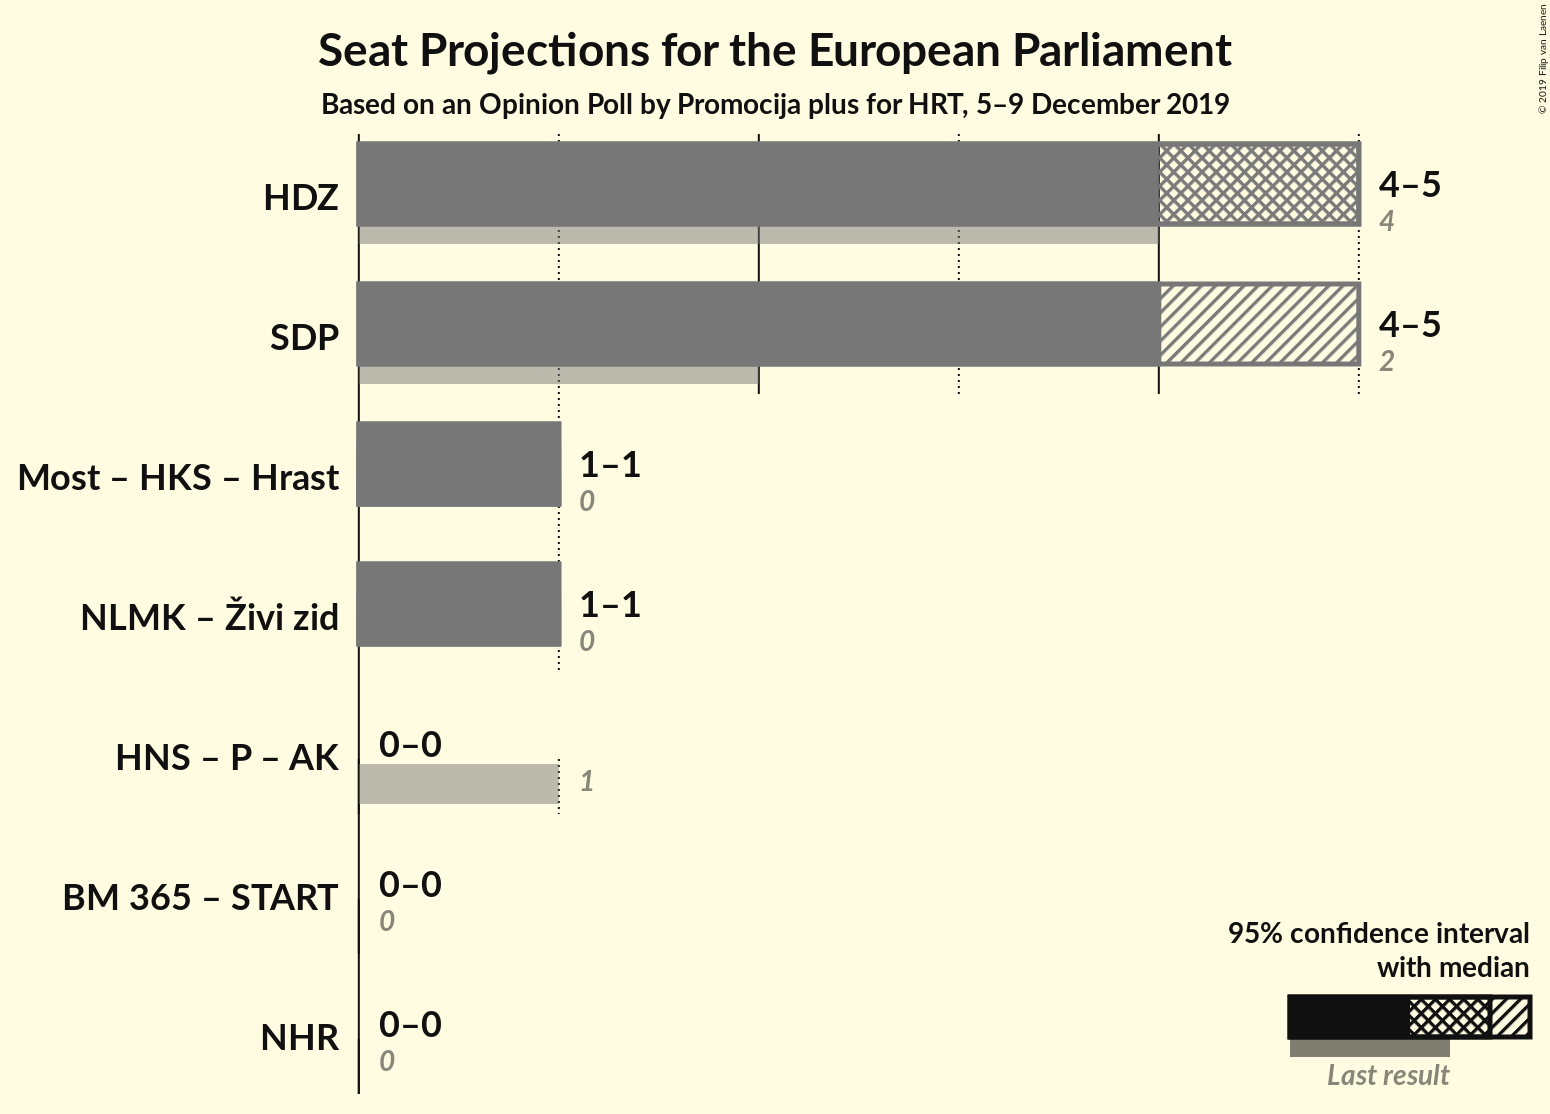 Seat Projections for the European Parliament
Based on an Opinion Poll by Promocija plus for HRT, 5–9 December 2019
© 2019 Filip van Laenen
HDZ
4–5
4
SDP
4–5
2
Most – HKS – Hrast
1–1
0
NLMK – Živi zid
1–1
0
HNS – P – AK
0–0
1
BM 365 – START
0–0
0
NHR
0–0
0
95% confidence interval
with median
Last result